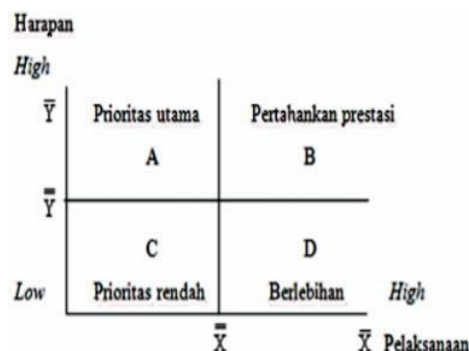 Harapan
High
Y̅ Prioritas utama Pertahankan prestasi
A B
Y̿
C D
Low Prioritas rendah Berlebihan High
X̿ X̅ Pelaksanaan